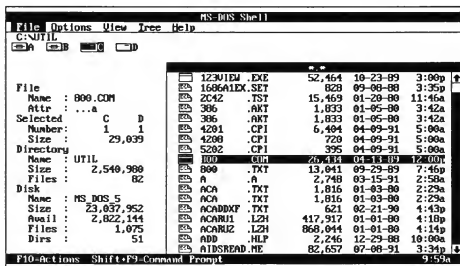 MS-DOS Shell
File Options View Tree Help
C:\UTIL
A B C D
*.*
File
Name : 800.COM
Attr : ...a
Selected C D
Number: 1 1
Size : 29,039
Directory
Name : UTIL
Size : 2,540,980
Files : 82
Disk
Name : MS_DOS_5
Size : 23,037,952
Avail : 2,822,144
Files : 1,075
Dirs : 51
123VIEW .EXE 52,464 10-23-89 3:00p
1686A1EX.SET 828 09-08-88 3:35p
2C42 .TST 15,469 01-20-80 11:46a
386 .AKT 1,833 01-05-80 3:42a
386 .AKT 1,833 01-05-80 3:42a
4201 .CPI 6,404 04-09-91 5:00a
4208 .CPI 720 04-09-91 5:00a
5202 .CPI 395 04-09-91 5:00a
800 .COM 26,434 04-13-89 12:00p
800 .TXT 13,041 09-29-89 7:46p
A .A 2,748 03-15-91 2:58a
ACA .TXT 1,816 01-03-80 2:29a
ACA .TXT 1,816 01-03-80 2:29a
ACADDXF .TXT 621 02-21-90 4:43p
ACARU1 .LZH 417,917 01-01-80 4:18p
ACARU2 .LZH 868,044 01-01-80 4:14p
ADD .HLP 2,246 12-29-88 10:00a
AIDSREAD.ME 82,657 07-08-91 3:34p
F10=Actions Shift+F9=Command Prompt 9:59a